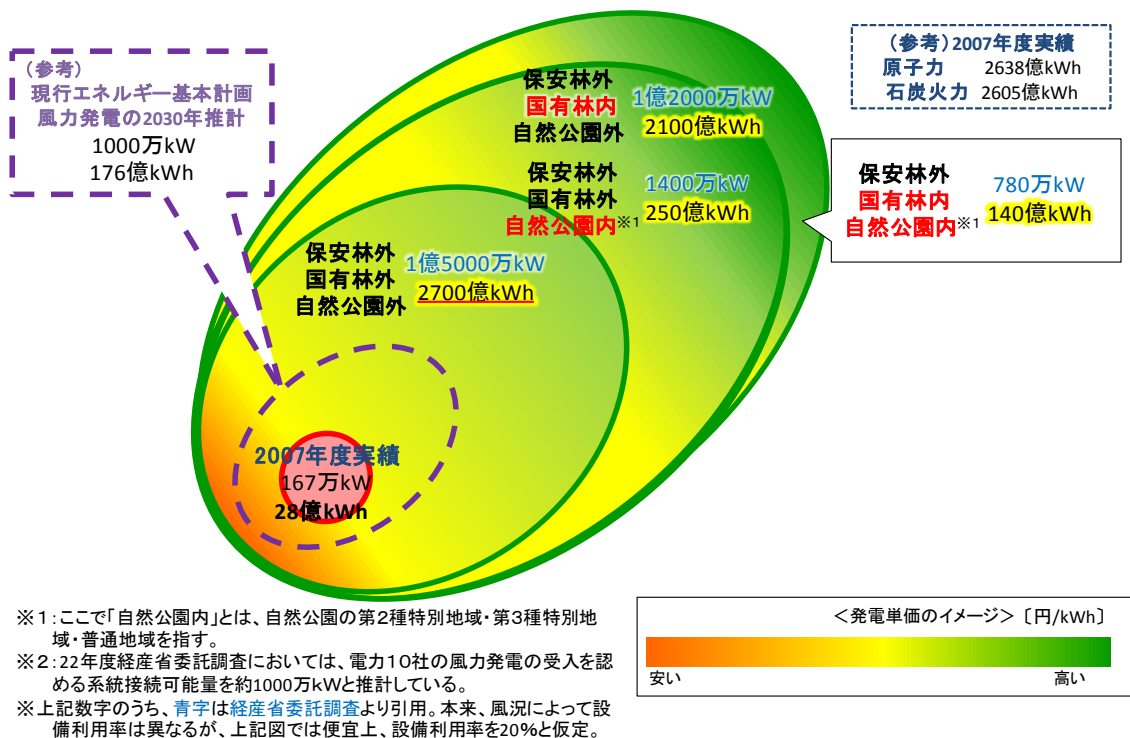 (参考)
現行エネルギー基本計画
風力発電の2030年推計
1000万kW
176億kWh
(参考)2007年度実績
原子力 2638億kWh
石炭火力 2605億kWh
保安林外
国有林内
自然公園外
1億2000万kW
2100億kWh
保安林外
国有林外
自然公園内※1
1400万kW
250億kWh
保安林外
国有林内
自然公園内※1
780万kW
140億kWh
保安林外
国有林外
自然公園外
1億5000万kW
2700億kWh
2007年度実績
167万kW
28億kWh
※1:ここで「自然公園内」とは、自然公園の第2種特別地域・第3種特別地
域・普通地域を指す。
※2:22年度経産省委託調査においては、電力10社の風力発電の受入を認
める系統接続可能量を約1000万kWと推計している。
※上記数字のうち、青字は経産省委託調査より引用。本来、風況によって設
備利用率は異なるが、上記図では便宜上、設備利用率を20%と仮定。
<発電単価のイメージ> [円/kWh]
安い 高い